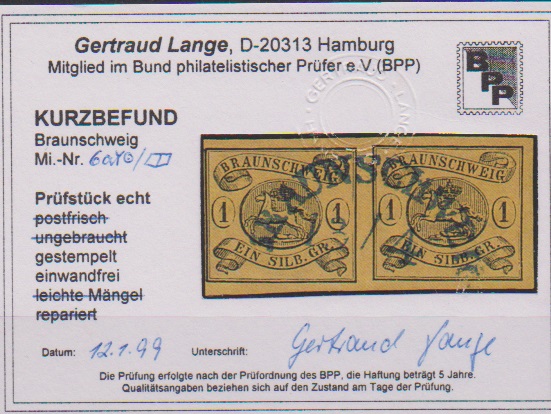 Gertraud Lange, D-20313 Hamburg
Mitglied im Bund philatelistischer Prüfer e.V.(BPP)
BPP
KURZBEFUND
Braunschweig
Mi.-Nr.
Prüfstück echt
postfrisch
ungebraucht
gestempelt
einwandfrei
leichte Mängel
repariert
BRAUNSCHWEIG
1 1
EIN SILB. GR.
BRAUNSCHWEIG
1 1
EIN SILB. GR.
GERTRAUD LANGE
Datum: 12.1.99 Unterschrift: Gertraud Lange
Die Prüfung erfolgte nach der Prüfordnung des BPP, die Haftung beträgt 5 Jahre.
Qualitätsangaben beziehen sich auf den Zustand am Tage der Prüfung.